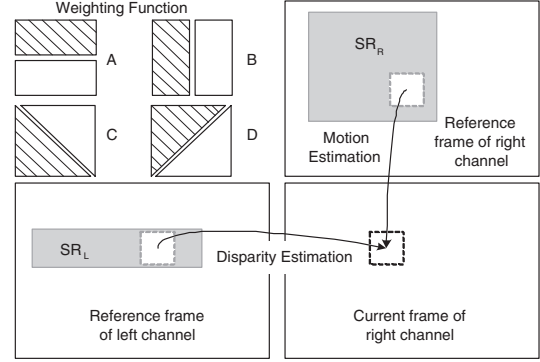 Weighting Function
A
B
C
D
SR_R
Motion
Estimation
Reference
frame of right
channel
SR_L
Disparity Estimation
Reference frame
of left channel
Current frame of
right channel